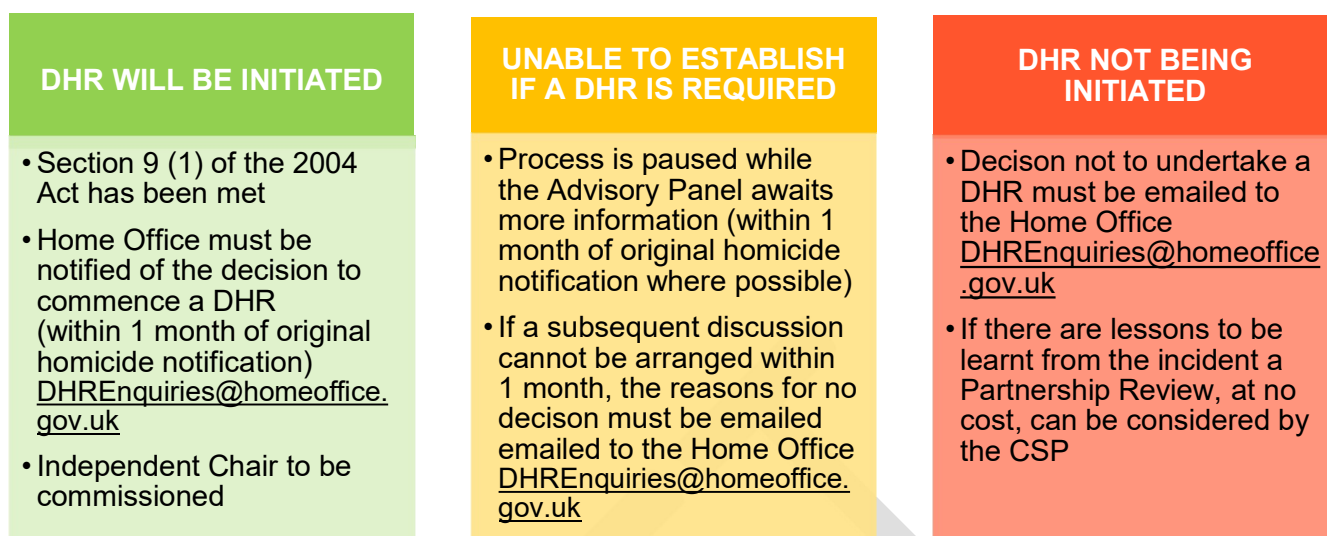 DHR WILL BE INITIATED
• Section 9 (1) of the 2004
Act has been met
• Home Office must be
notified of the decision to
commence a DHR
(within 1 month of original
homicide notification)
DHREnquiries@homeoffice.
gov.uk
• Independent Chair to be
commissioned
UNABLE TO ESTABLISH
IF A DHR IS REQUIRED
• Process is paused while
the Advisory Panel awaits
more information (within 1
month of original homicide
notification where possible)
• If a subsequent discussion
cannot be arranged within
1 month, the reasons for no
decison must be emailed
emailed to the Home Office
DHREnquiries@homeoffice.
gov.uk
DHR NOT BEING
INITIATED
• Decison not to undertake a
DHR must be emailed to
the Home Office
DHREnquiries@homeoffice
.gov.uk
• If there are lessons to be
learnt from the incident a
Partnership Review, at no
cost, can be considered by
the CSP